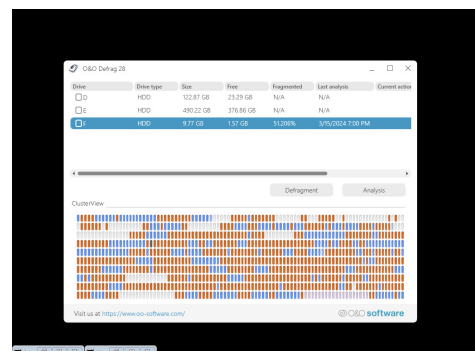 O&O Defrag 28
Drive Drive type Size Free Fragmented Last analysis Current action
D HDD 122.87 GB 23.29 GB N/A N/A
E HDD 490.22 GB 376.86 GB N/A N/A
F HDD 9.77 GB 1.57 GB 51.206% 3/15/2024 7:00 PM
Defragment Analysis
ClusterView
Visit us at https://www.oo-software.com/ O&O software